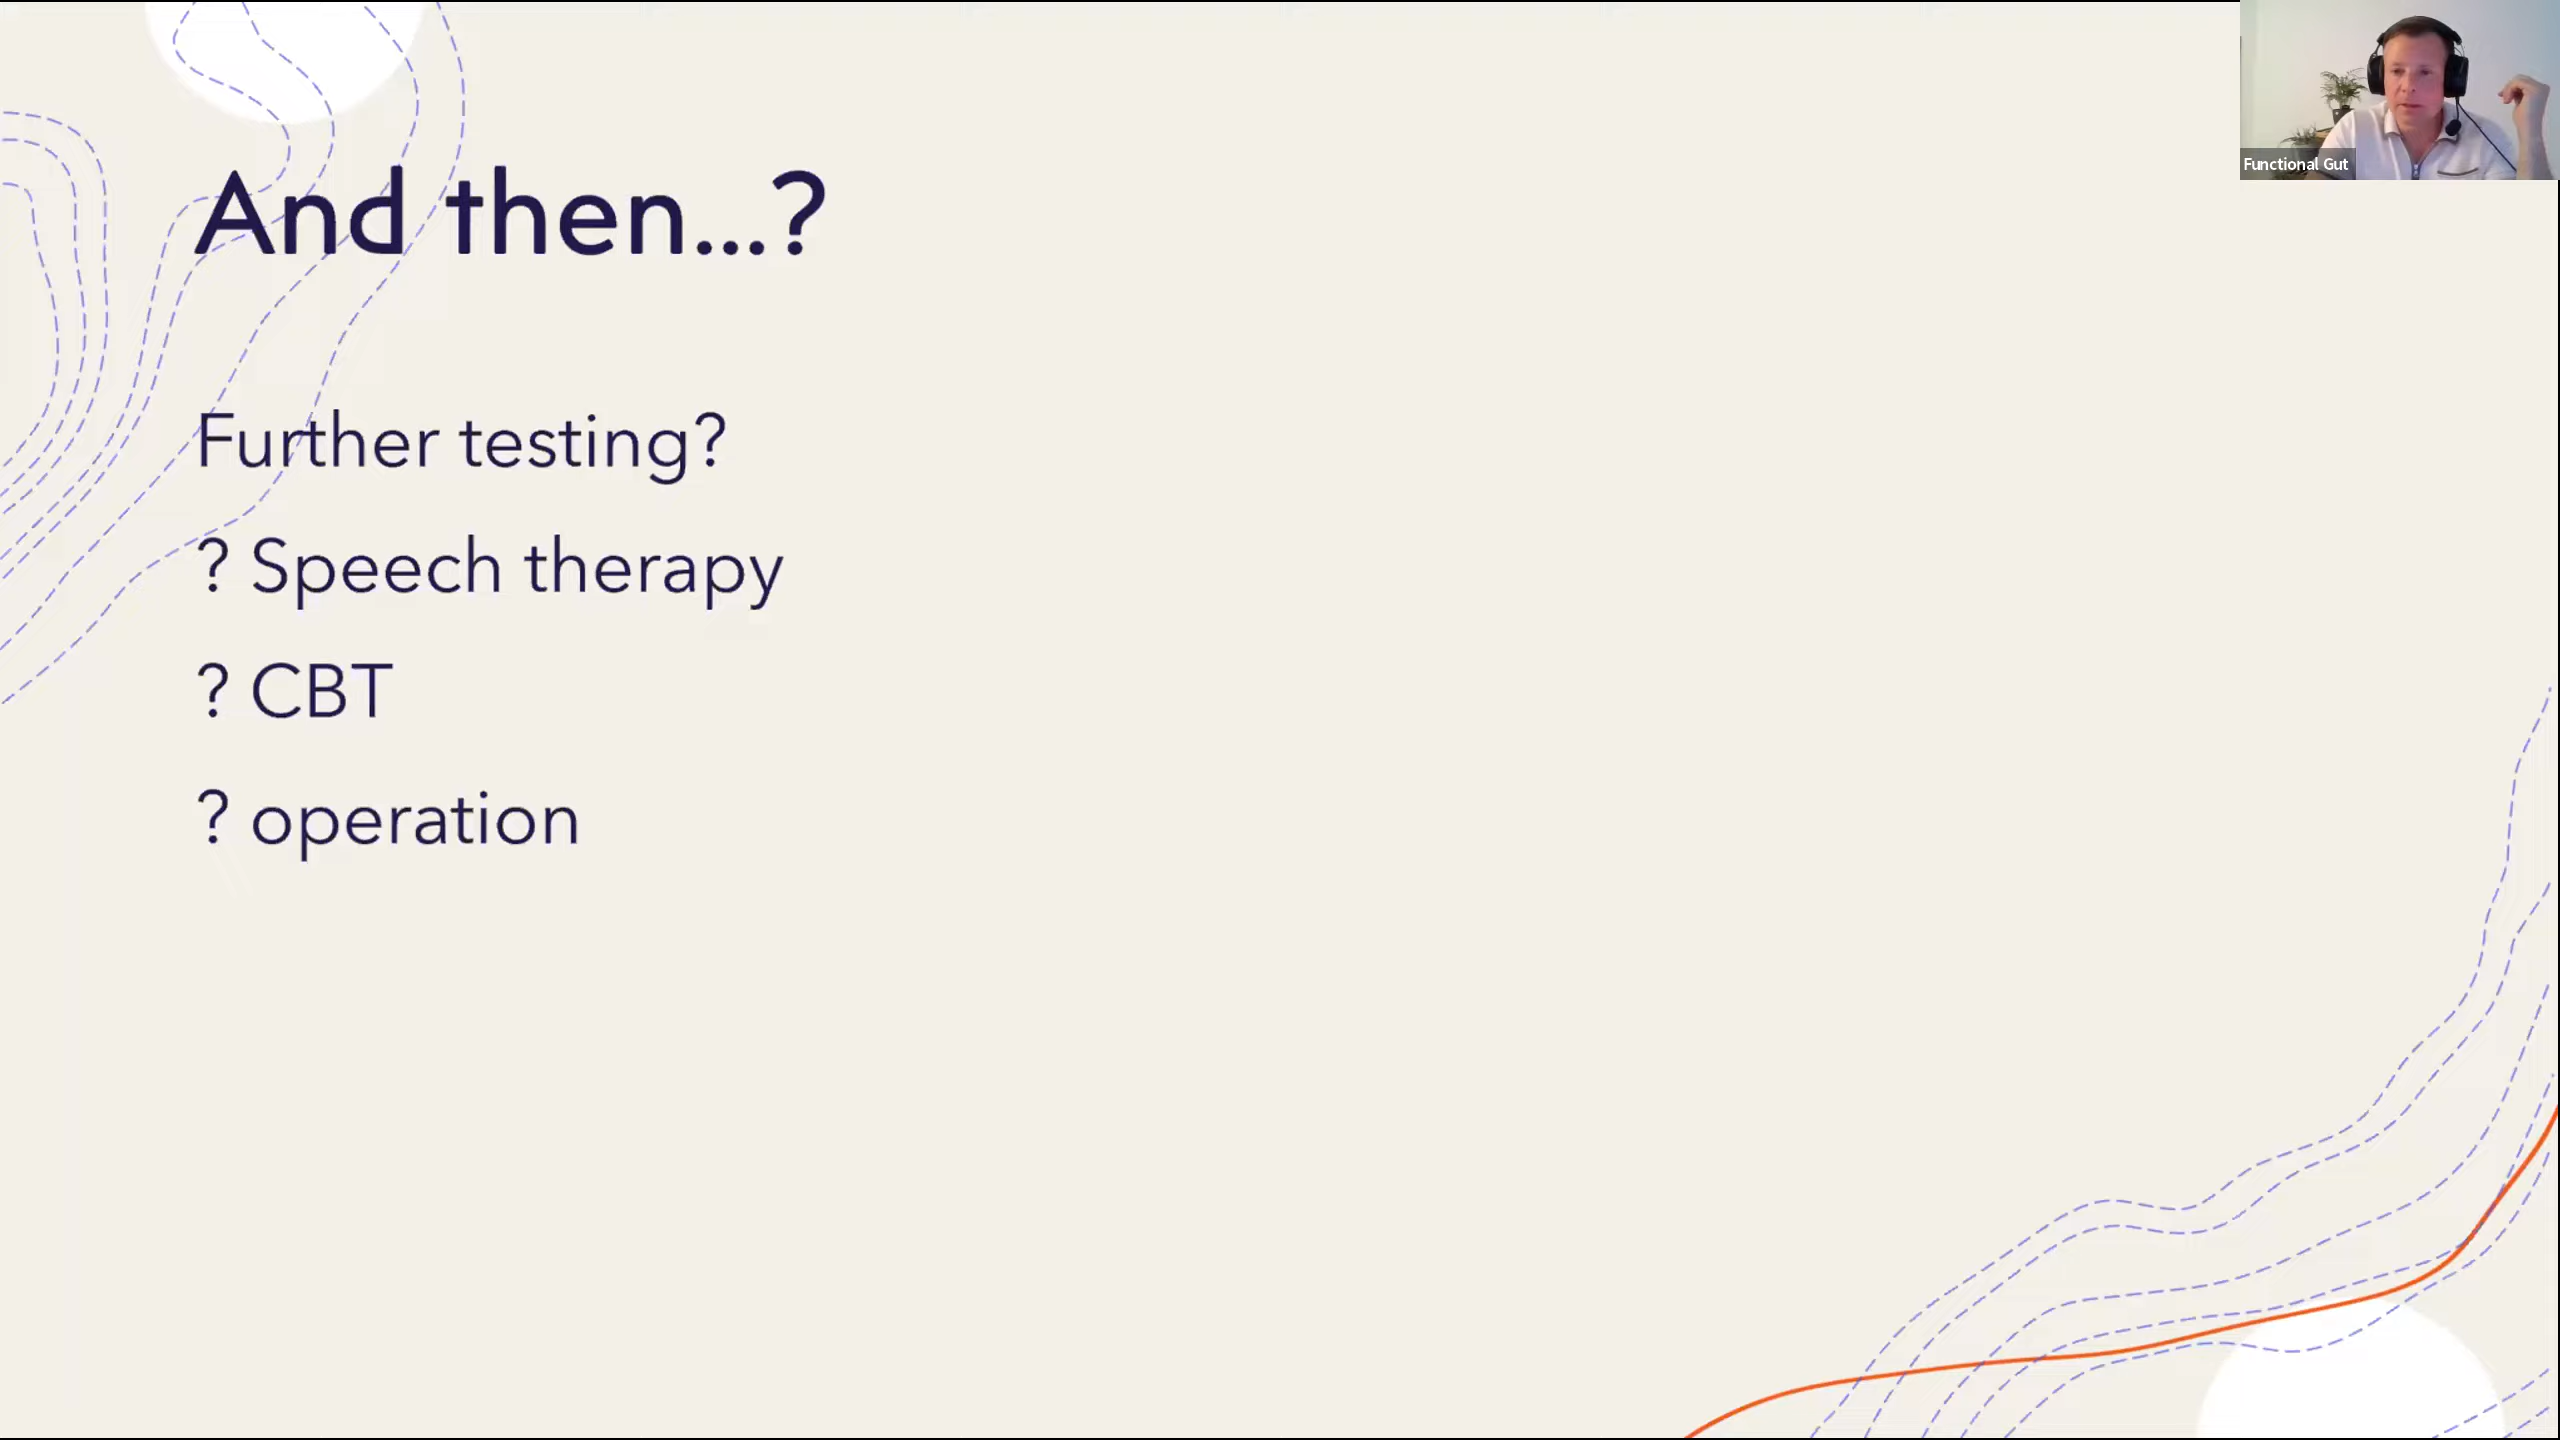 And then...?
Further testing?
? Speech therapy
? CBT
? operation
Functional Gut